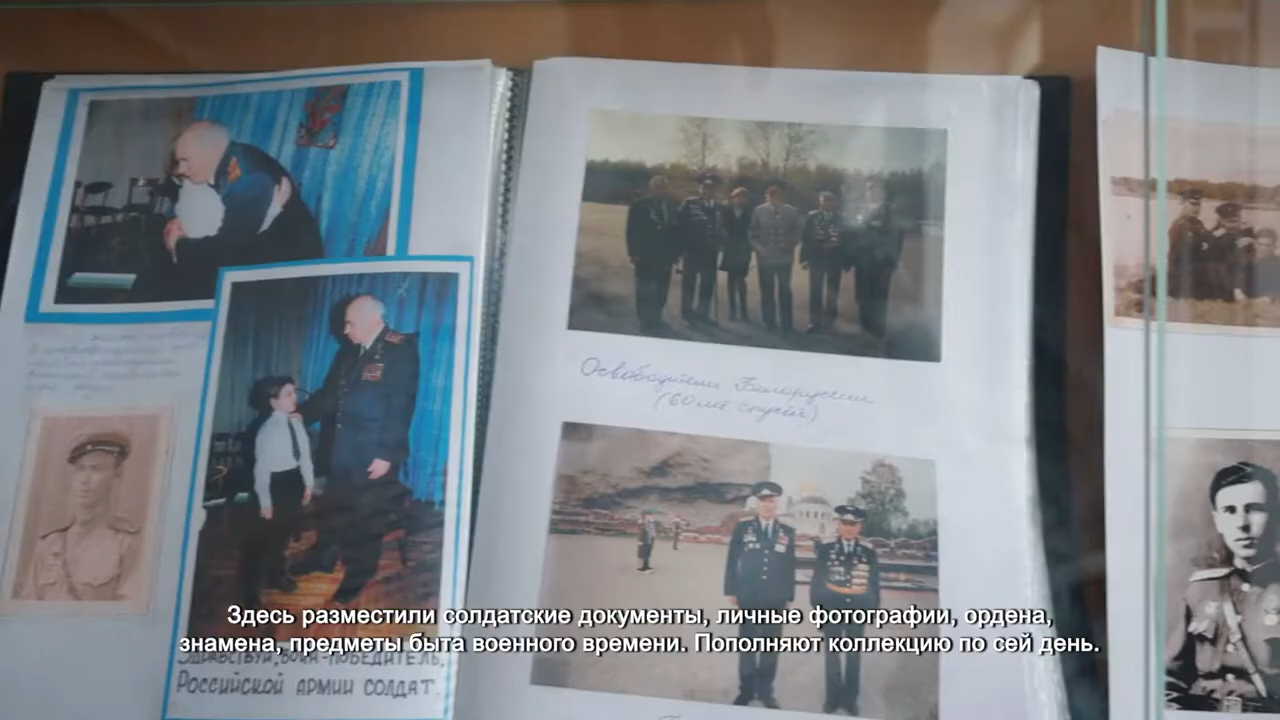 Освободители Белоруссии
(60 лет спустя)
Здесь разместили солдатские документы, личные фотографии, ордена,
знамена, предметы быта военного времени. Пополняют коллекцию по сей день.
Здравствуй, воин-победитель,
Российской армии солдат.